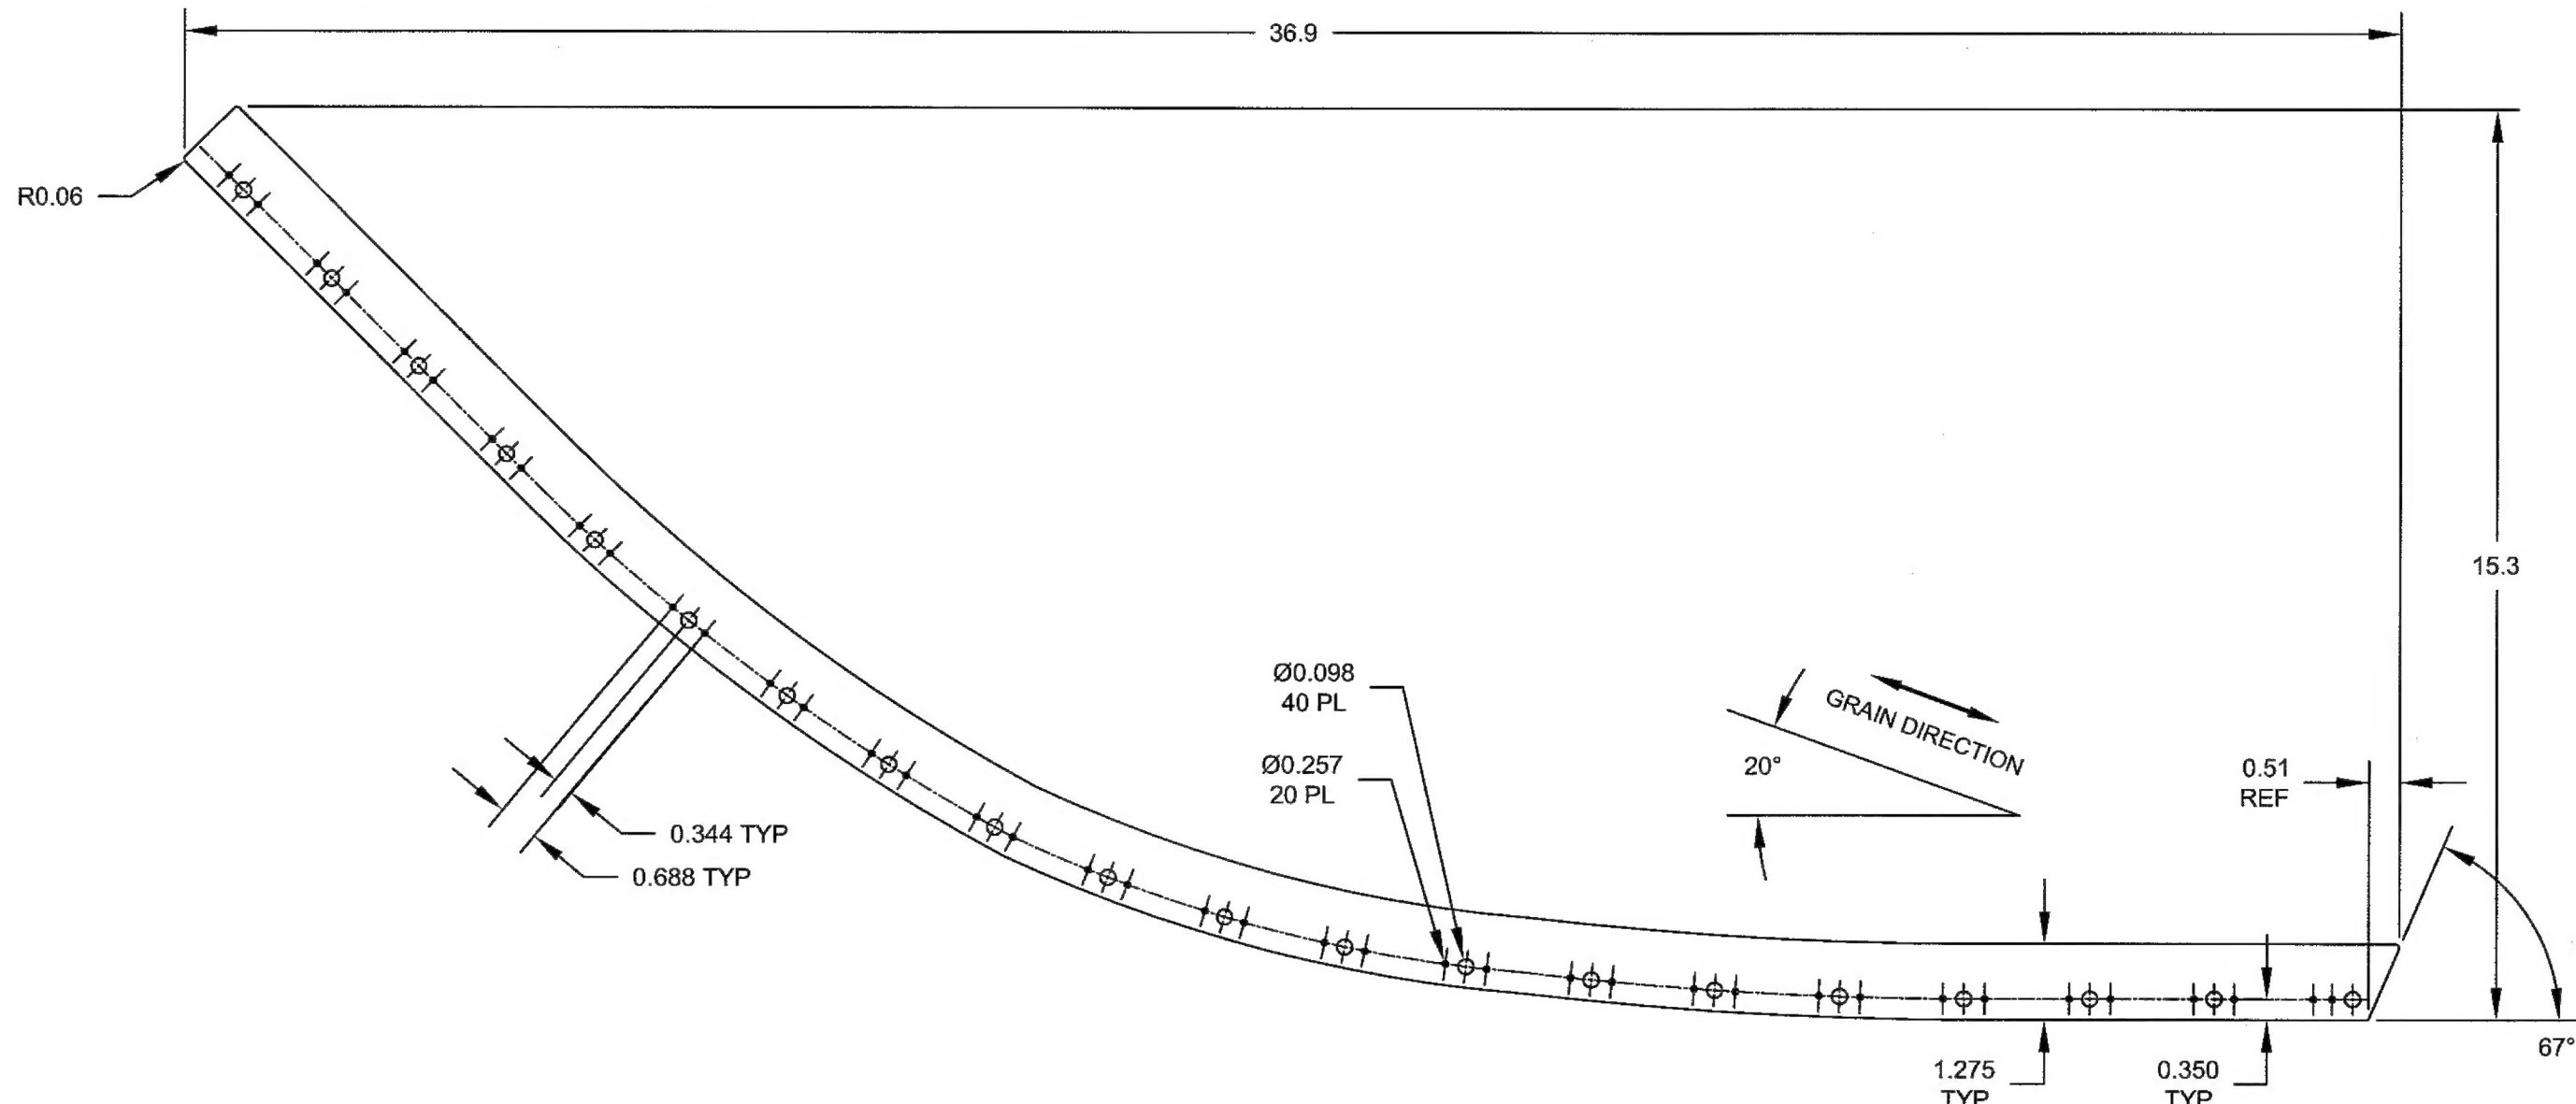 36.9
R0.06
15.3
Ø0.098
40 PL
GRAIN DIRECTION
20°
Ø0.257
20 PL
0.51
REF
0.344 TYP
0.688 TYP
67°
1.275
TYP
0.350
TYP